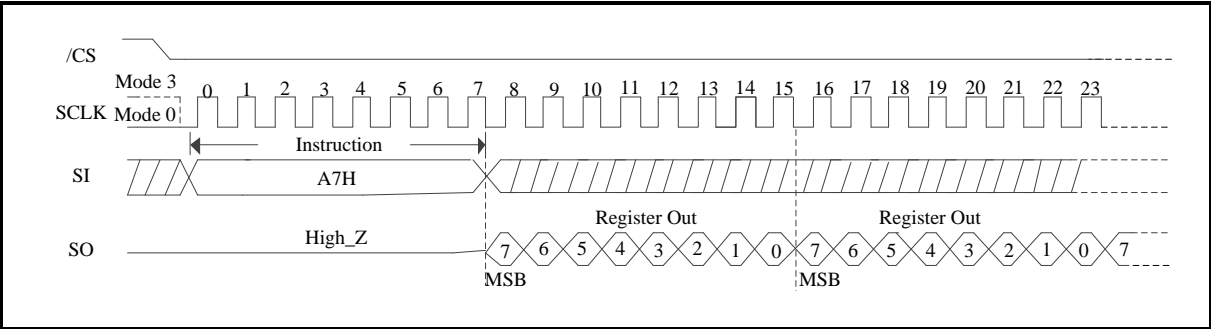 /CS
Mode 3
0 1 2 3 4 5 6 7 8 9 10 11 12 13 14 15 16 17 18 19 20 21 22 23
SCLK Mode 0
Instruction
SI A7H
Register Out Register Out
High_Z
SO 7 6 5 4 3 2 1 0 7 6 5 4 3 2 1 0 7
MSB MSB